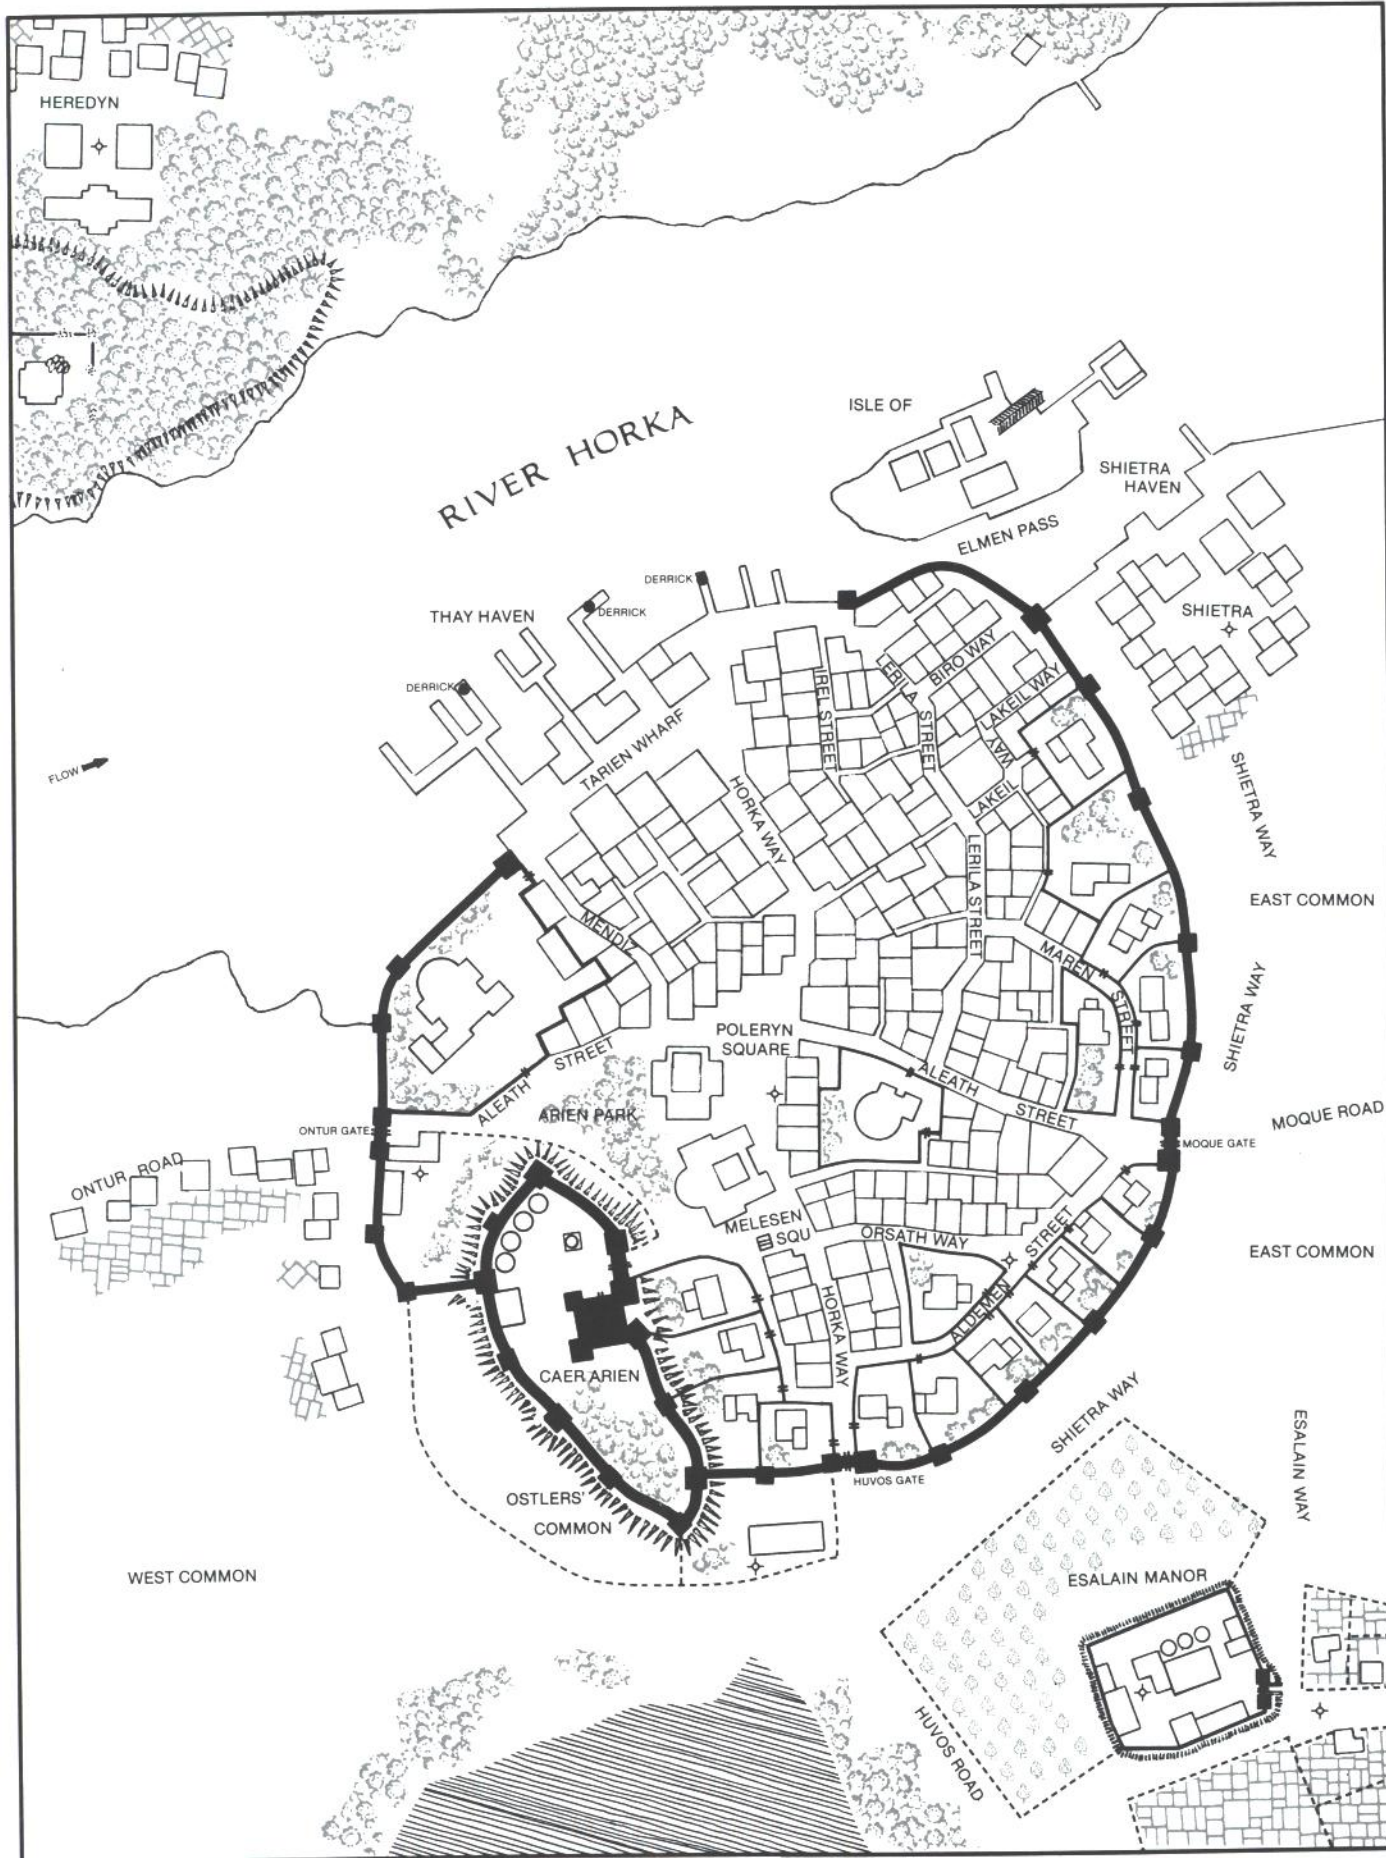 HEREDYN
ISLE OF
RIVER HORKA
SHIETRA
HAVEN
ELMEN PASS
DERRICK
DERRICK
THAY HAVEN
SHIETRA
DERRICK
IREL STREET
LERILA STREET
BIRO WAY
LAKEIL WAY
TARIEN WHARF
FLOW
HORKA WAY
LAKEIL WAY
SHIETRA WAY
LERILA STREET
EAST COMMON
MENDIZ
MAREN STREET
SHIETRA WAY
POLERYN
SQUARE
ALEATH STREET
ALEATH STREET
ARIEN PARK
MOQUE ROAD
ONTUR GATE
MOQUE GATE
ONTUR ROAD
MELESEN
SQU
ORSATH WAY
EAST COMMON
ALDEMEN STREET
HORKA WAY
CAER ARIEN
SHIETRA WAY
ESALAIN WAY
HUVOS GATE
OSTLERS'
COMMON
WEST COMMON
ESALAIN MANOR
HUVOS ROAD